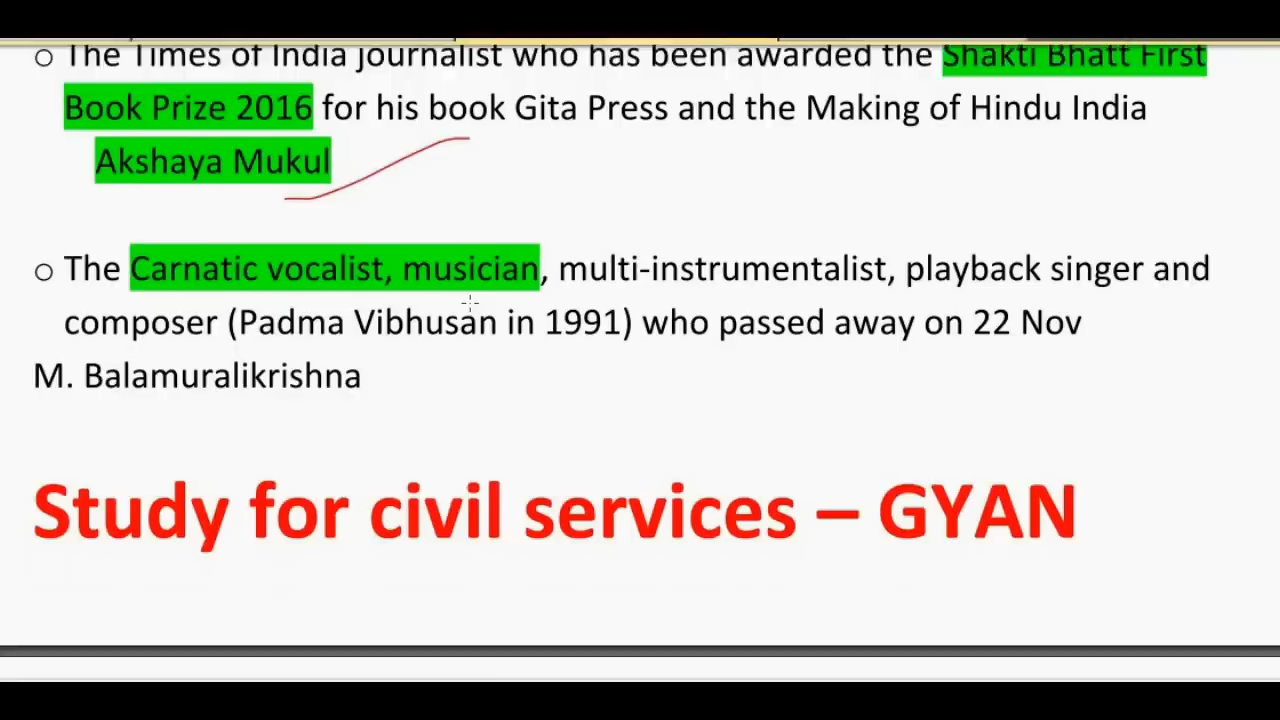 o The Times of India journalist who has been awarded the Shakti Bhatt First
Book Prize 2016 for his book Gita Press and the Making of Hindu India
Akshaya Mukul
o The Carnatic vocalist, musician, multi-instrumentalist, playback singer and
composer (Padma Vibhusan in 1991) who passed away on 22 Nov
M. Balamuralikrishna
Study for civil services – GYAN